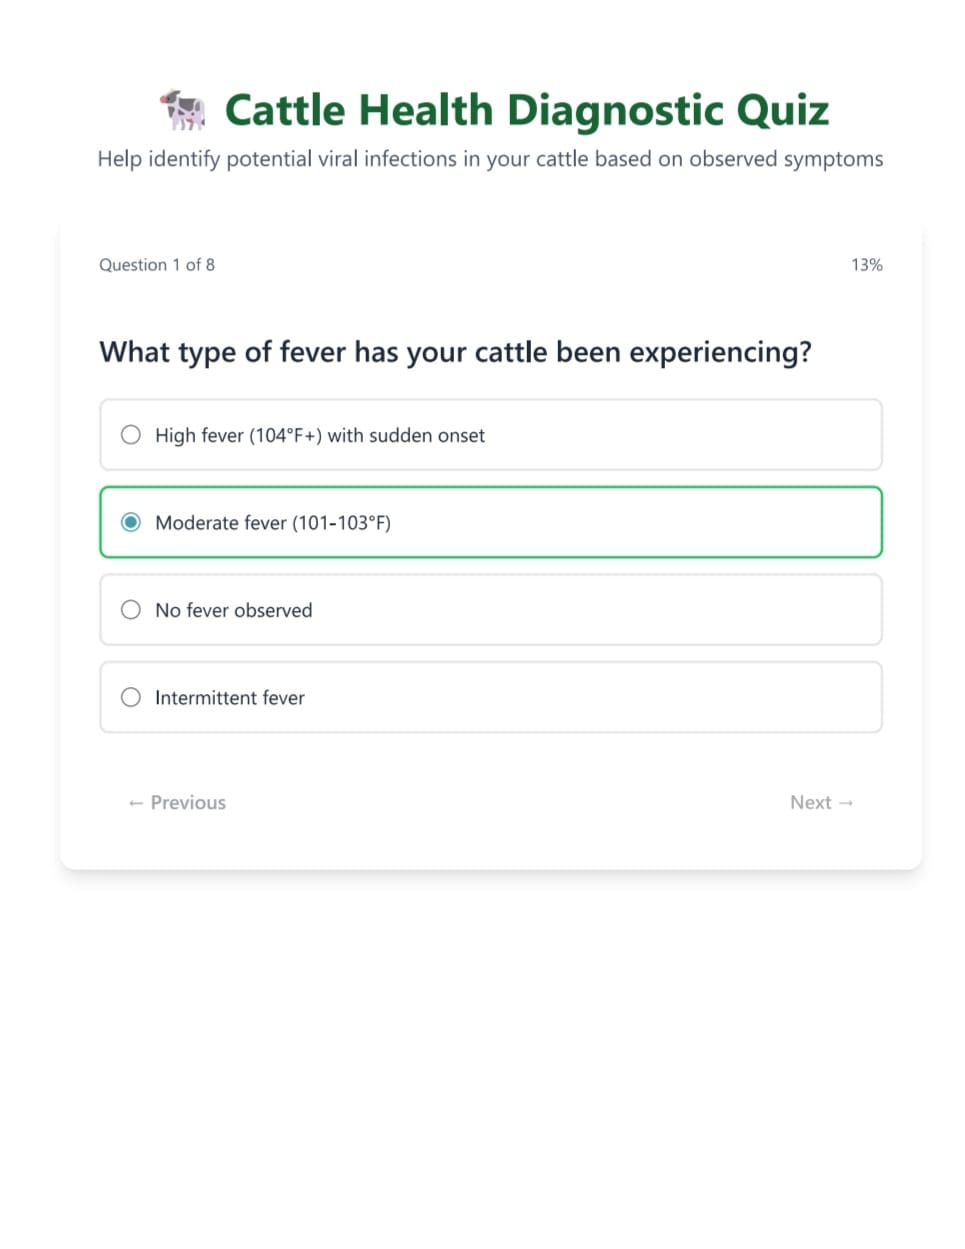 Cattle Health Diagnostic Quiz
Help identify potential viral infections in your cattle based on observed symptoms
Question 1 of 8
13%
What type of fever has your cattle been experiencing?
High fever (104°F+) with sudden onset
Moderate fever (101-103°F)
No fever observed
Intermittent fever
← Previous
Next →